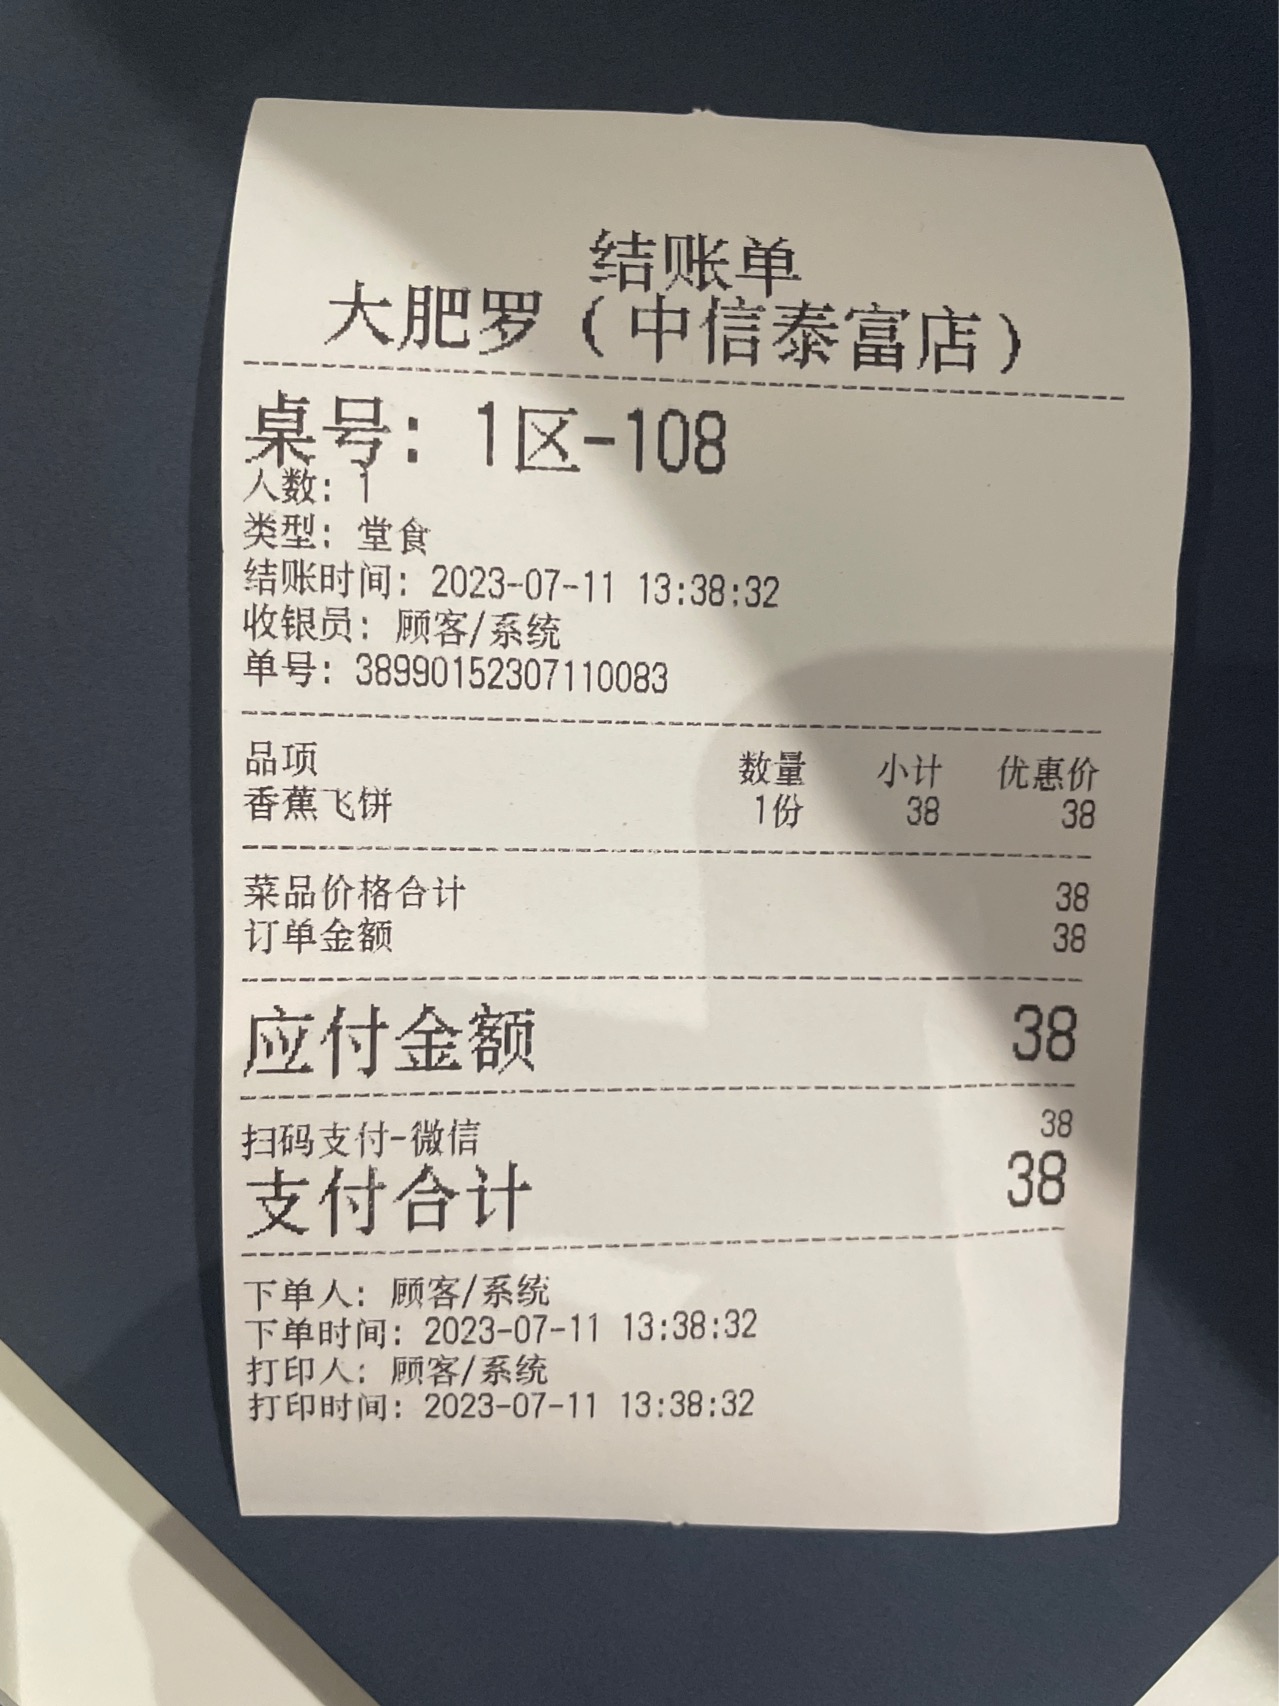 结账单
大肥罗（中信泰富店）
桌号：1区-108
人数：1
类型：堂食
结账时间：2023-07-11 13:38:32
收银员：顾客/系统
单号：38990152307110083
品项 数量 小计 优惠价
香蕉飞饼 1份 38 38
菜品价格合计 38
订单金额 38
应付金额 38
扫码支付-微信 38
支付合计 38
下单人：顾客/系统
下单时间：2023-07-11 13:38:32
打印人：顾客/系统
打印时间：2023-07-11 13:38:32